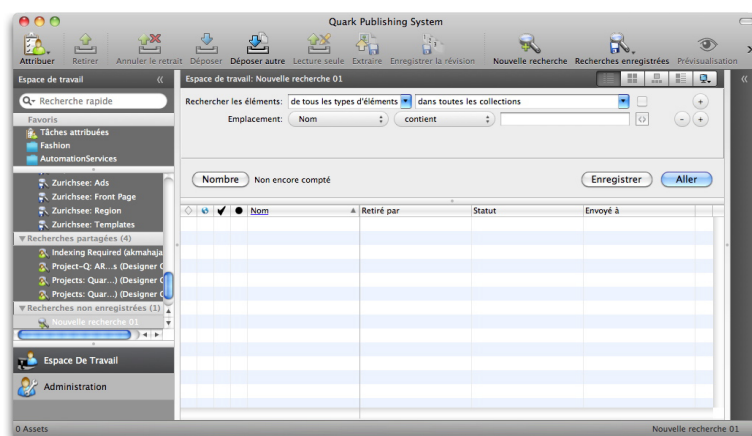 Quark Publishing System
Attribuer Retirer Annuler le retrait Déposer Déposer autre Lecture seule Extraire Enregistrer la révision Nouvelle recherche Recherches enregistrées Prévisualisation
Espace de travail
Espace de travail: Nouvelle recherche 01
Recherche rapide
Rechercher les éléments: de tous les types d'éléments dans toutes les collections
Favoris
Emplacement: Nom contient
Tâches attribuées
Fashion
AutomationServices
Nombre Non encore compté Enregistrer Aller
Zurichsee: Ads
Zurichsee: Front Page
Zurichsee: Region
Zurichsee: Templates
Nom Retiré par Statut Envoyé à
Recherches partagées (4)
Indexing Required (akmahaja
Project-Q: AR...s (Designer
Projects: Quar...) (Designer
Projects: Quar...) (Designer
Recherches non enregistrées (1)
Nouvelle recherche 01
Espace De Travail
Administration
0 Assets
Nouvelle recherche 01